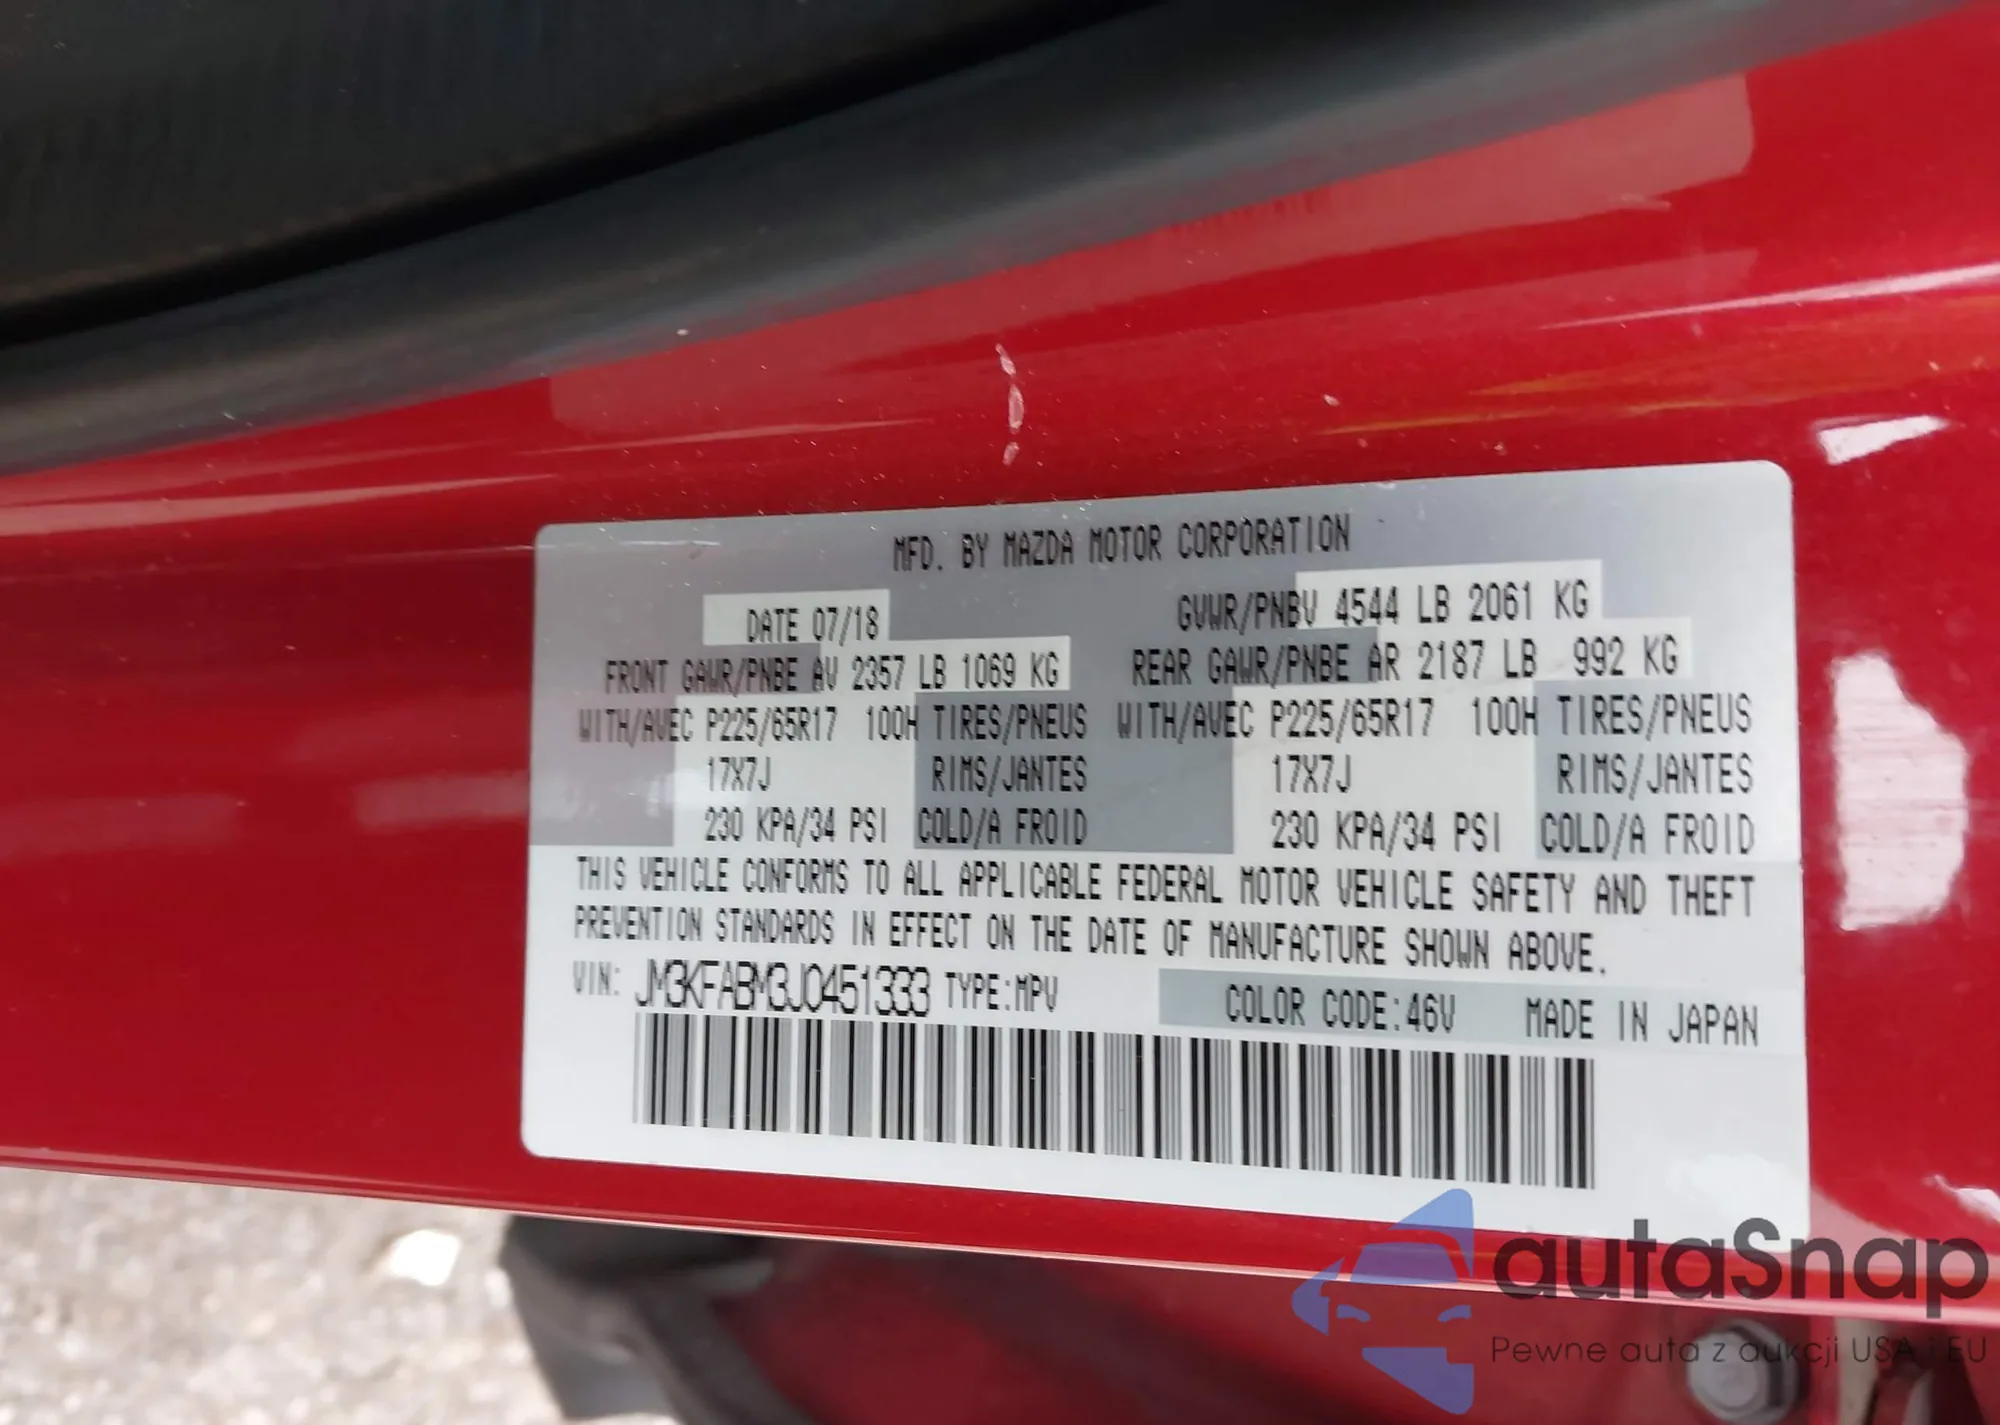 MFD. BY MAZDA MOTOR CORPORATION
DATE 07/18 GVWR/PNBV 4544 LB 2061 KG
FRONT GAWR/PNBE AV 2357 LB 1069 KG REAR GAWR/PNBE AR 2187 LB 992 KG
WITH/AVEC P225/65R17 100H TIRES/PNEUS WITH/AVEC P225/65R17 100H TIRES/PNEUS
17X7J RIMS/JANTES 17X7J RIMS/JANTES
230 KPA/34 PSI COLD/A FROID 230 KPA/34 PSI COLD/A FROID
THIS VEHICLE CONFORMS TO ALL APPLICABLE FEDERAL MOTOR VEHICLE SAFETY AND THEFT
PREVENTION STANDARDS IN EFFECT ON THE DATE OF MANUFACTURE SHOWN ABOVE.
VIN: JM3KFABM3J0451333 TYPE:MPV COLOR CODE:46V MADE IN JAPAN
autaSnap
Pewne auta z aukcji USA i EU